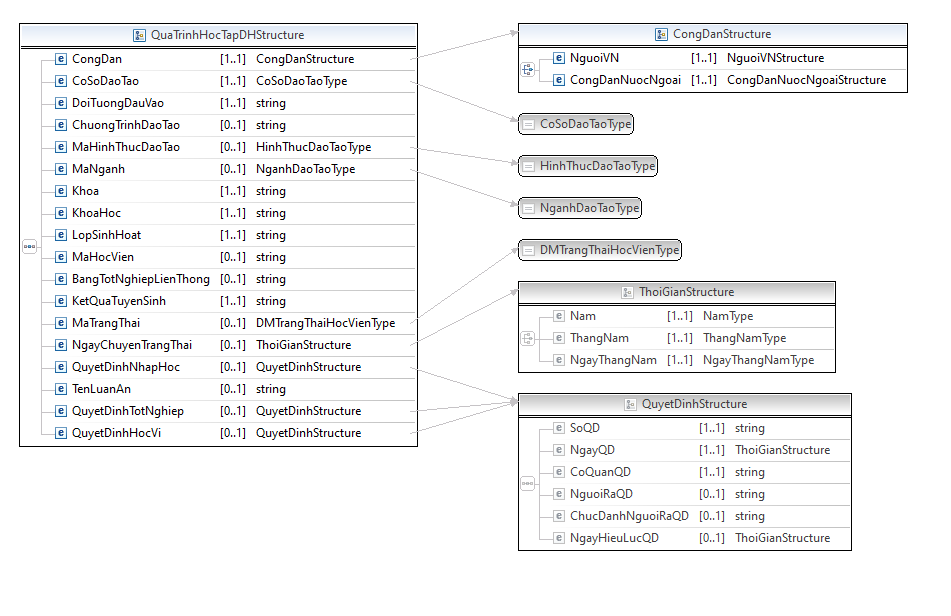 QuaTrinhHocTapDHStructure
CongDan [1..1] CongDanStructure
CoSoDaoTao [1..1] CoSoDaoTaoType
DoiTuongDauVao [1..1] string
ChuongTrinhDaoTao [0..1] string
MaHinhThucDaoTao [0..1] HinhThucDaoTaoType
MaNganh [0..1] NganhDaoTaoType
Khoa [1..1] string
KhoaHoc [1..1] string
LopSinhHoat [1..1] string
MaHocVien [0..1] string
BangTotNghiepLienThong [0..1] string
KetQuaTuyenSinh [1..1] string
MaTrangThai [0..1] DMTrangThaiHocVienType
NgayChuyenTrangThai [0..1] ThoiGianStructure
QuyetDinhNhapHoc [0..1] QuyetDinhStructure
TenLuanAn [0..1] string
QuyetDinhTotNghiep [0..1] QuyetDinhStructure
QuyetDinhHocVi [0..1] QuyetDinhStructure
CongDanStructure
NguoiVN [1..1] NguoiVNStructure
CongDanNuocNgoai [1..1] CongDanNuocNgoaiStructure
CoSoDaoTaoType
HinhThucDaoTaoType
NganhDaoTaoType
DMTrangThaiHocVienType
ThoiGianStructure
Nam [1..1] NamType
ThangNam [1..1] ThangNamType
NgayThangNam [1..1] NgayThangNamType
QuyetDinhStructure
SoQD [1..1] string
NgayQD [1..1] ThoiGianStructure
CoQuanQD [1..1] string
NguoiRaQD [0..1] string
ChucDanhNguoiRaQD [0..1] string
NgayHieuLucQD [0..1] ThoiGianStructure